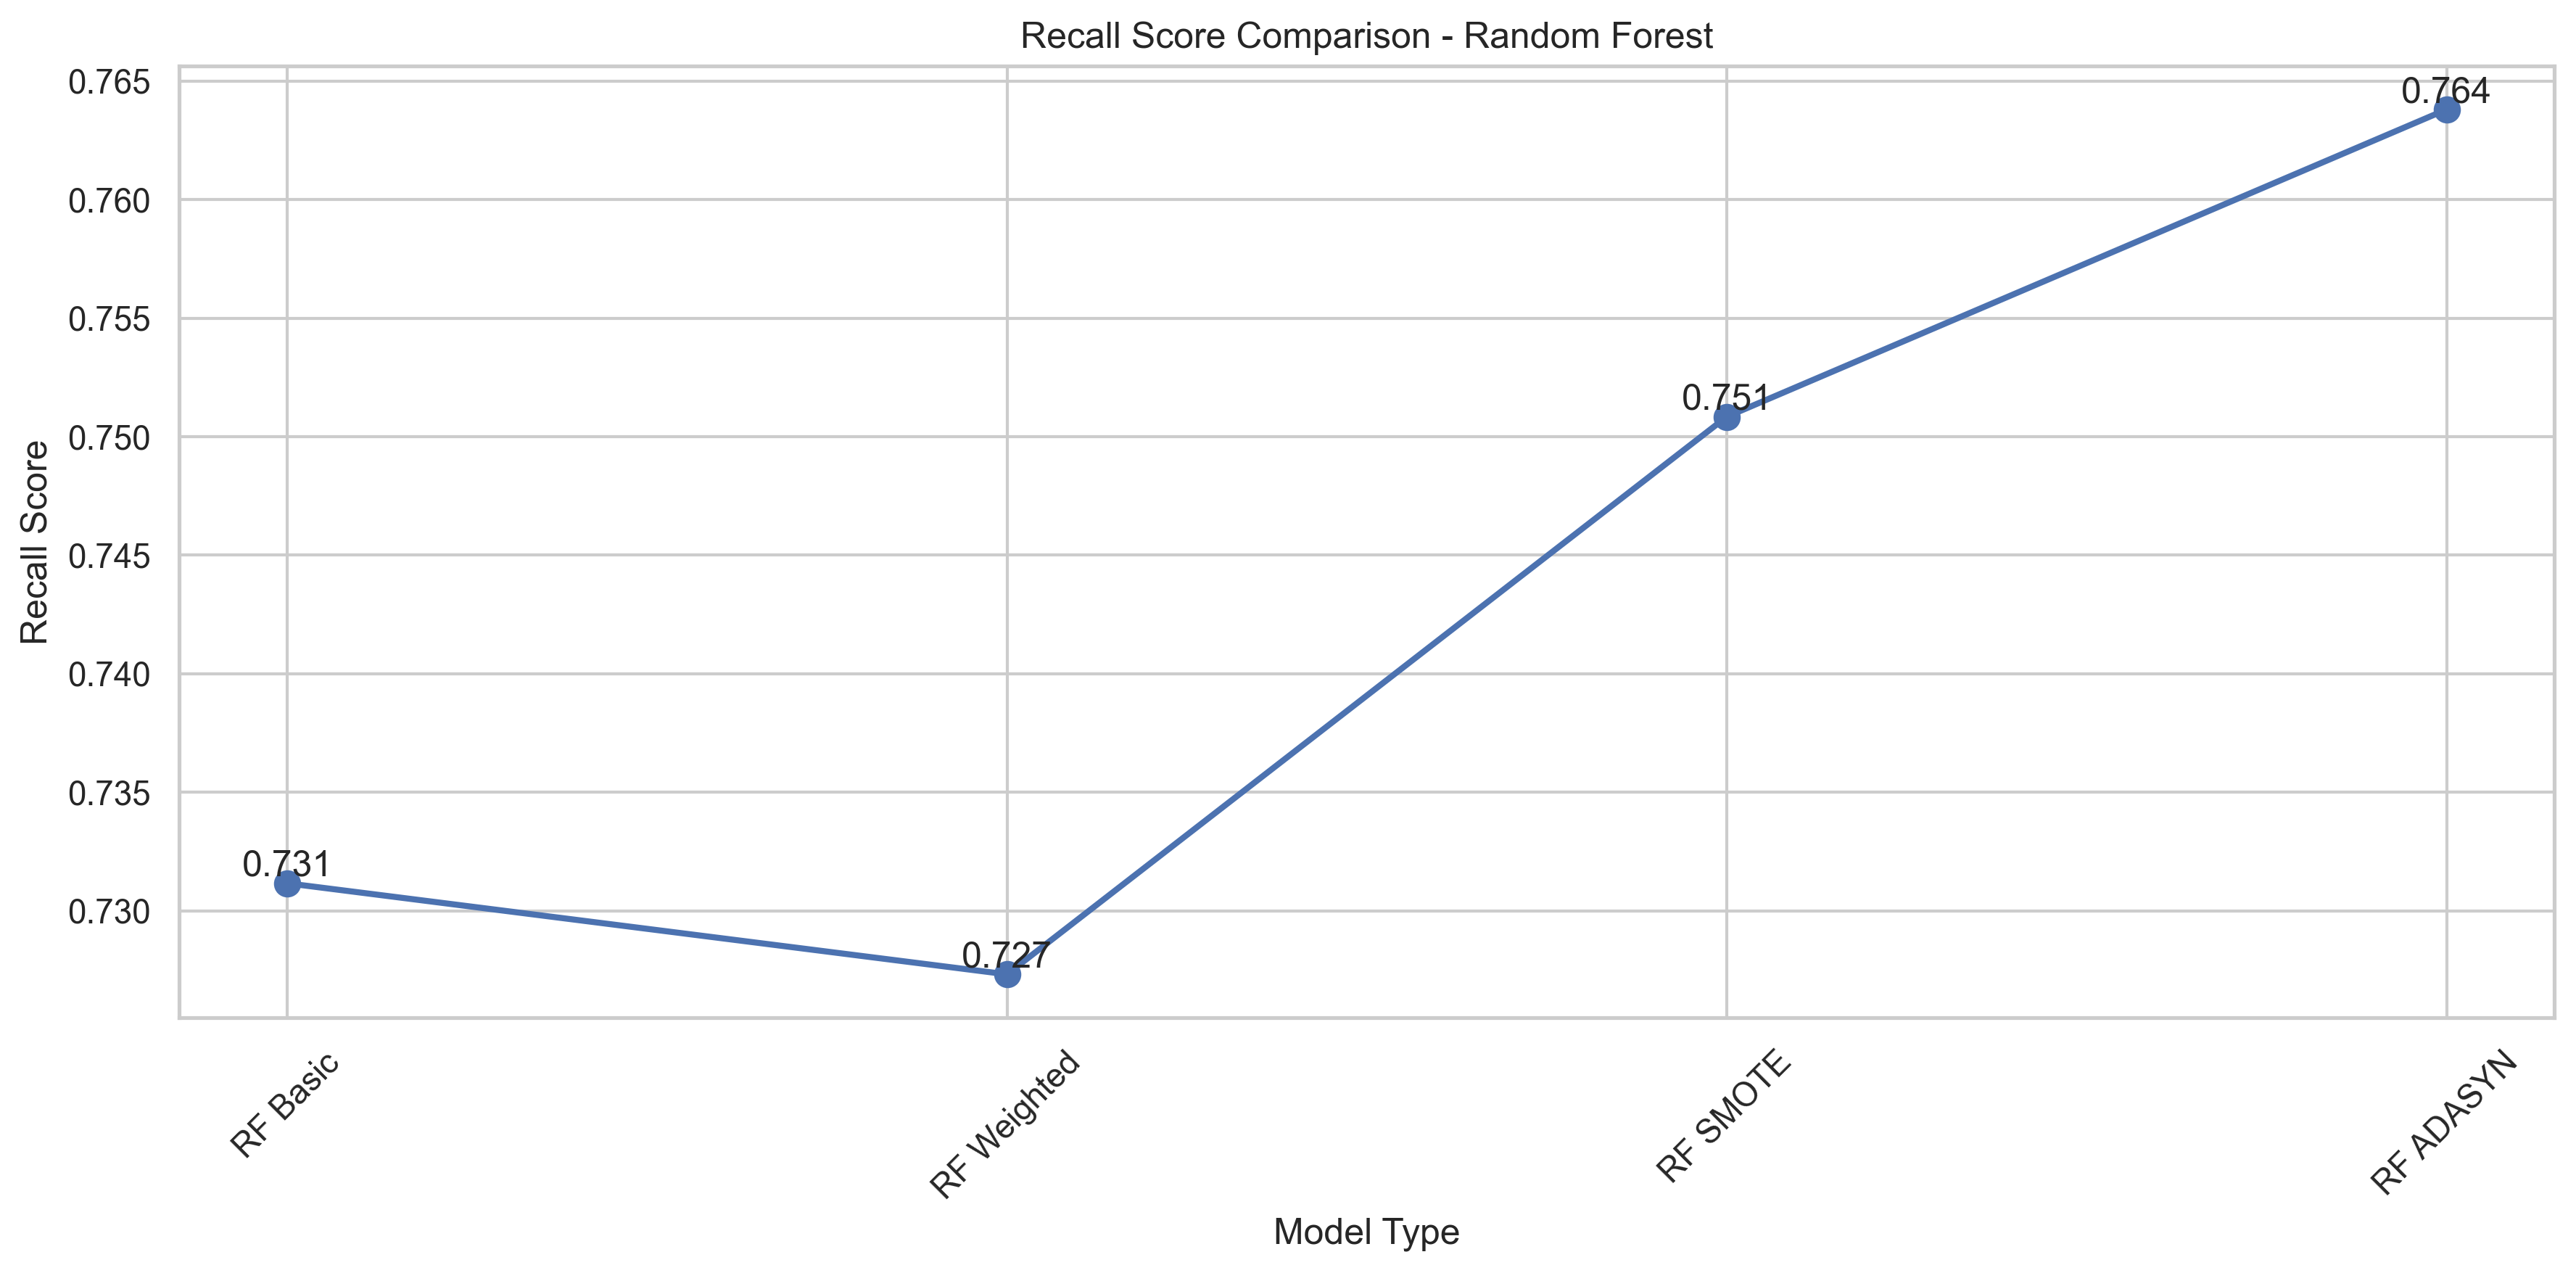 Recall Score Comparison - Random Forest
Recall Score
0.765
0.760
0.755
0.750
0.745
0.740
0.735
0.730
0.731
0.727
0.751
0.764
RF Basic
RF Weighted
RF SMOTE
RF ADASYN
Model Type